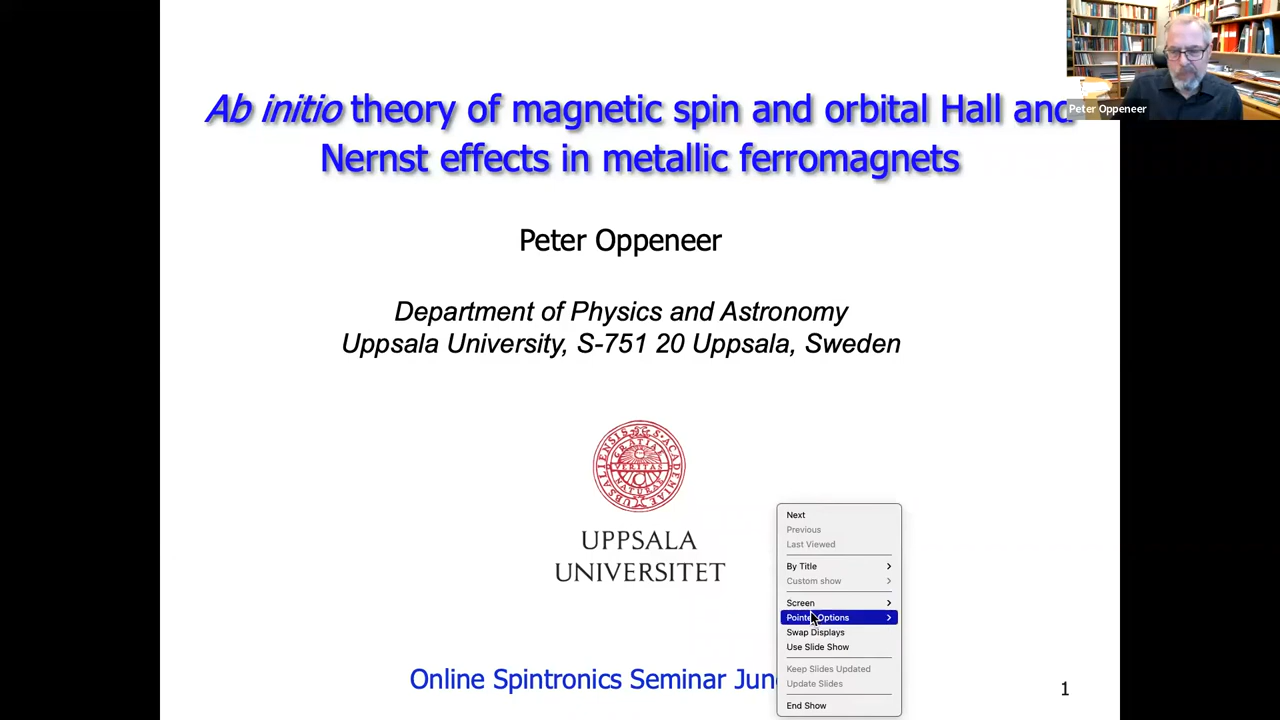 Ab initio theory of magnetic spin and orbital Hall and
Nernst effects in metallic ferromagnets
Peter Oppeneer
Peter Oppeneer
Department of Physics and Astronomy
Uppsala University, S-751 20 Uppsala, Sweden
UPPSALA
UNIVERSITET
GRATIAE
VERITAS
NATURAE
Next
Previous
Last Viewed
By Title
Custom show
Screen
Pointer Options
Swap Displays
Use Slide Show
Keep Slides Updated
Update Slides
End Show
Online Spintronics Seminar Jun
1